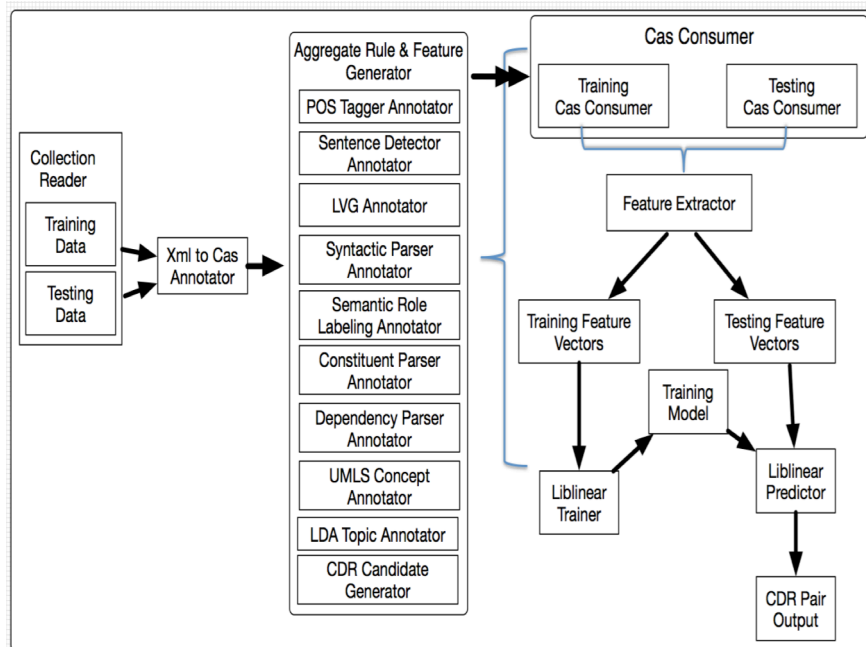 Collection
Reader
Training
Data
Testing
Data
Xml to Cas
Annotator
Aggregate Rule & Feature
Generator
POS Tagger Annotator
Sentence Detector
Annotator
LVG Annotator
Syntactic Parser
Annotator
Semantic Role
Labeling Annotator
Constituent Parser
Annotator
Dependency Parser
Annotator
UMLS Concept
Annotator
LDA Topic Annotator
CDR Candidate
Generator
Cas Consumer
Training
Cas Consumer
Testing
Cas Consumer
Feature Extractor
Training Feature
Vectors
Testing Feature
Vectors
Training
Model
Liblinear
Trainer
Liblinear
Predictor
CDR Pair
Output